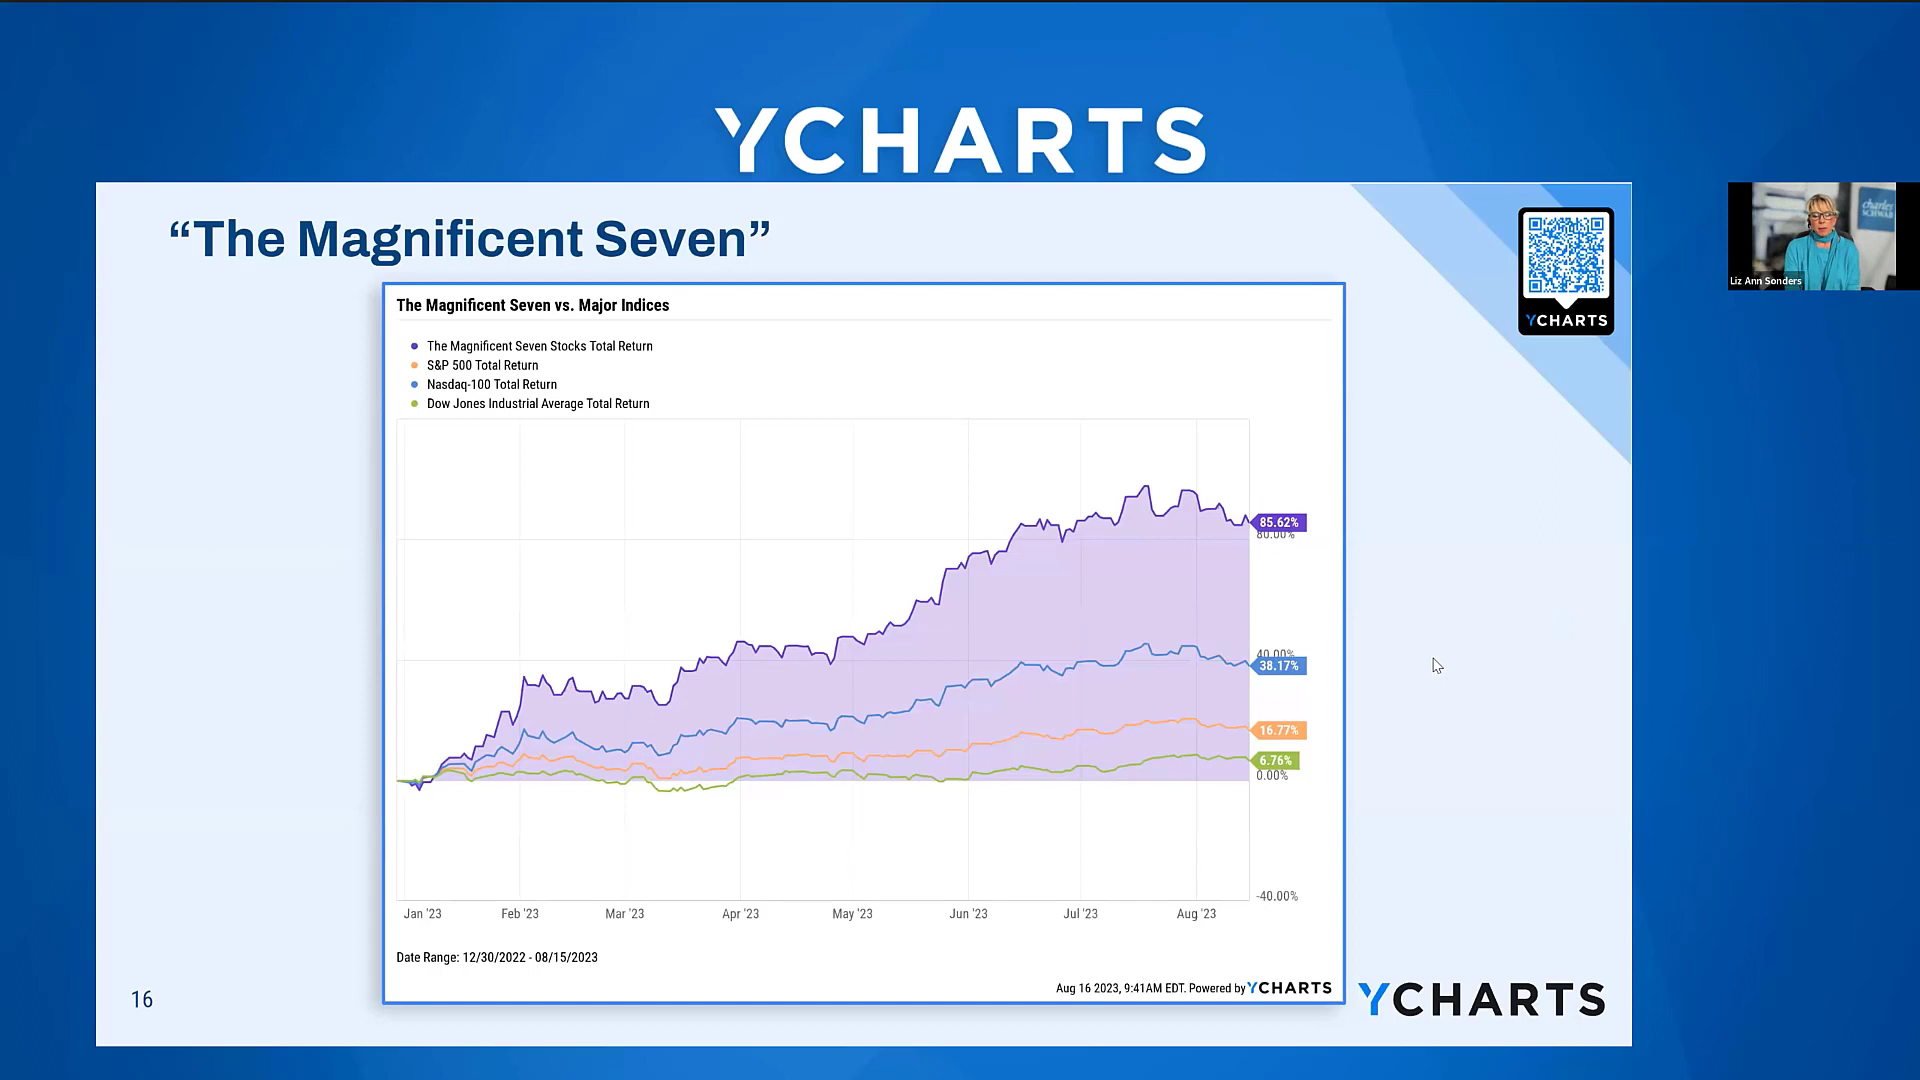 YCHARTS
“The Magnificent Seven”
YCHARTS
charles
SCHWAB
Liz Ann Sonders
The Magnificent Seven vs. Major Indices
The Magnificent Seven Stocks Total Return
S&P 500 Total Return
Nasdaq-100 Total Return
Dow Jones Industrial Average Total Return
85.62%
80.00%
40.00%
38.17%
16.77%
6.76%
0.00%
-40.00%
Jan '23 Feb '23 Mar '23 Apr '23 May '23 Jun '23 Jul '23 Aug '23
Date Range: 12/30/2022 - 08/15/2023
Aug 16 2023, 9:41AM EDT. Powered by YCHARTS
16
YCHARTS